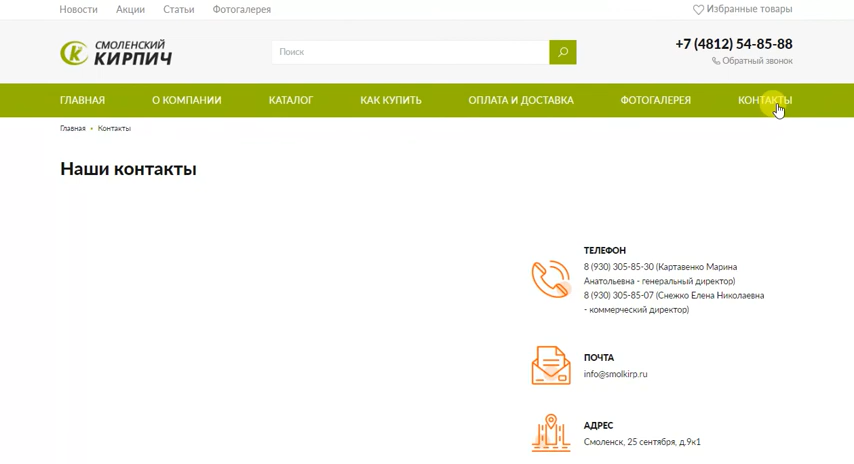 Новости Акции Статьи Фотогалерея Избранные товары
СМОЛЕНСКИЙ
КИРПИЧ
Поиск
+7 (4812) 54-85-88
Обратный звонок
ГЛАВНАЯ О КОМПАНИИ КАТАЛОГ КАК КУПИТЬ ОПЛАТА И ДОСТАВКА ФОТОГАЛЕРЕЯ КОНТАКТЫ
Главная • Контакты
Наши контакты
ТЕЛЕФОН
8 (930) 305-85-30 (Картавенко Марина
Анатольевна - генеральный директор)
8 (930) 305-85-07 (Снежко Елена Николаевна
- коммерческий директор)
ПОЧТА
info@smolkirp.ru
АДРЕС
Смоленск, 25 сентября, д.9к1